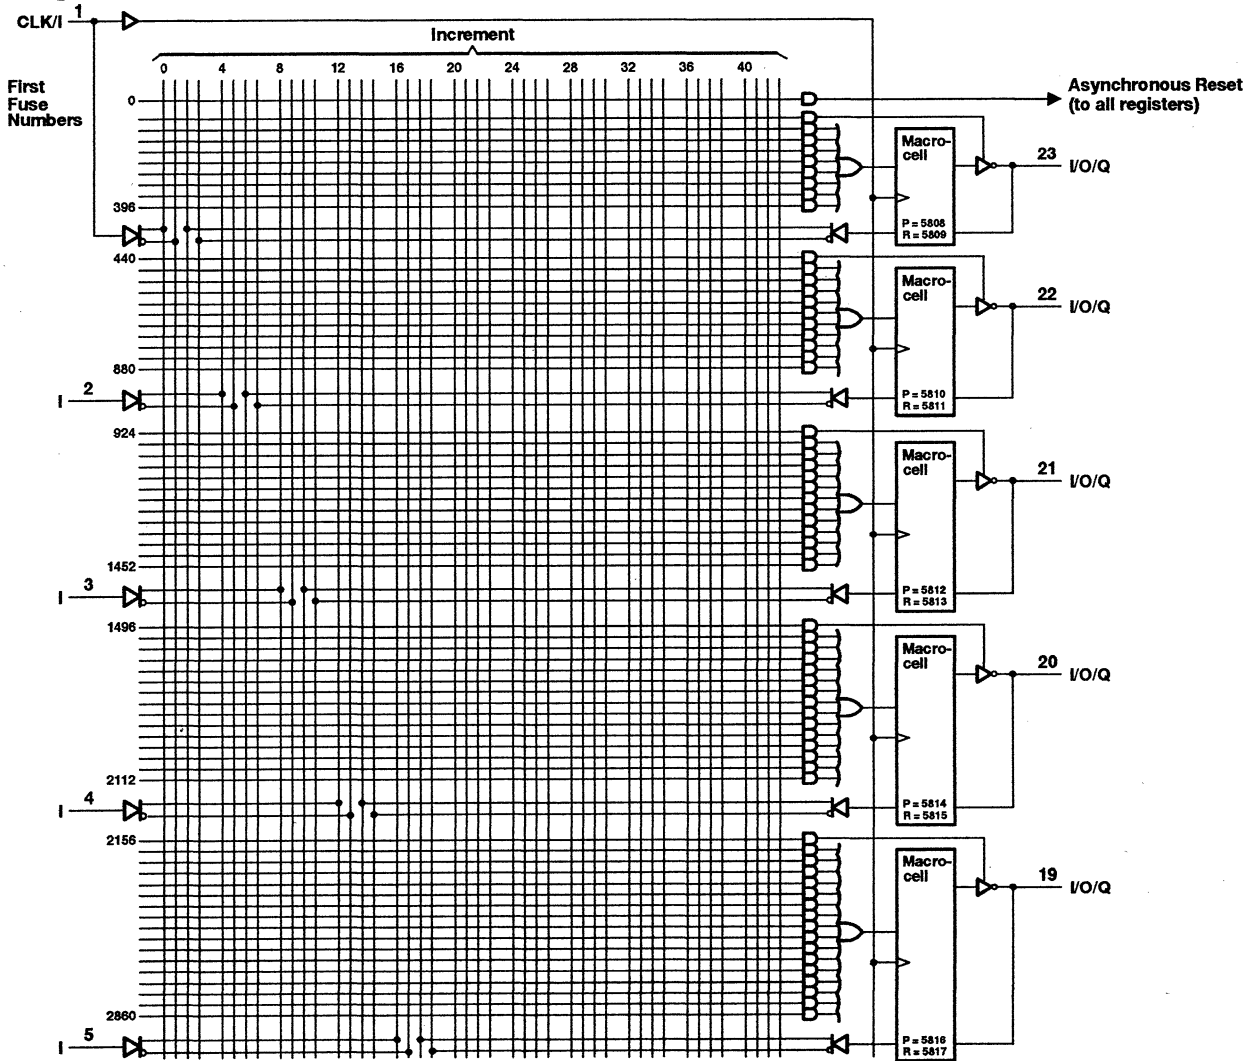 CLK/I 1
Increment
0 4 8 12 16 20 24 28 32 36 40
First
Fuse
Numbers
0
Asynchronous Reset
(to all registers)
Macro-
cell
23 I/O/Q
396
P = 5808
R = 5809
440
Macro-
cell
22 I/O/Q
880
P = 5810
R = 5811
I 2
924
Macro-
cell
21 I/O/Q
1452
P = 5812
R = 5813
I 3
1496
Macro-
cell
20 I/O/Q
2112
P = 5814
R = 5815
I 4
2156
Macro-
cell
19 I/O/Q
2860
P = 5816
R = 5817
I 5